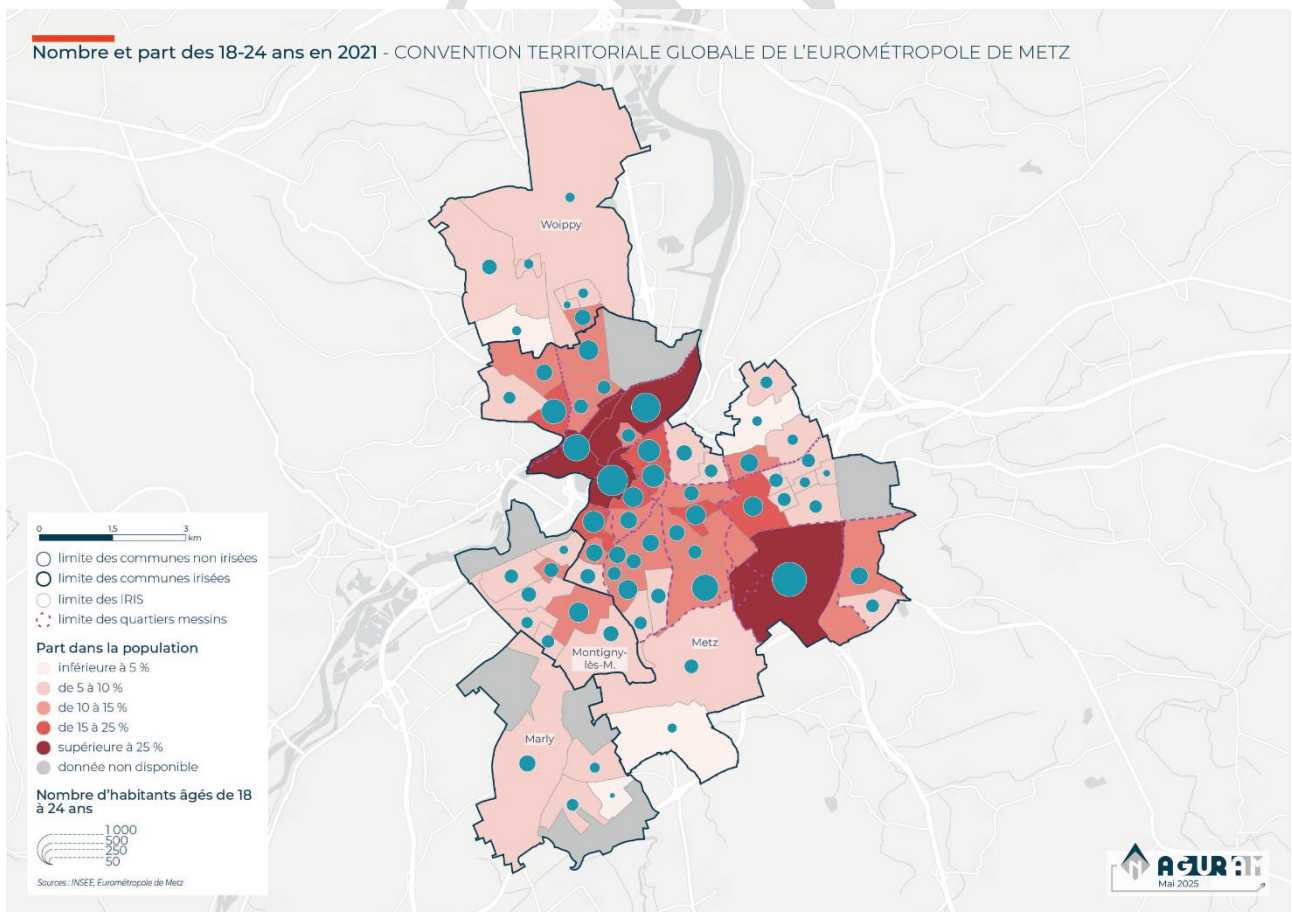 Nombre et part des 18-24 ans en 2021 - CONVENTION TERRITORIALE GLOBALE DE L'EUROMÉTROPOLE DE METZ
Woippy
Metz
Montigny-
lès-M.
Marly
0 1,5 3
km
limite des communes non irisées
limite des communes irisées
limite des IRIS
limite des quartiers messins
Part dans la population
inférieure à 5 %
de 5 à 10 %
de 10 à 15 %
de 15 à 25 %
supérieure à 25 %
donnée non disponible
Nombre d'habitants âgés de 18
à 24 ans
1 000
500
250
50
Sources : INSEE, Eurométropole de Metz
N
AGURAM
Mai 2025